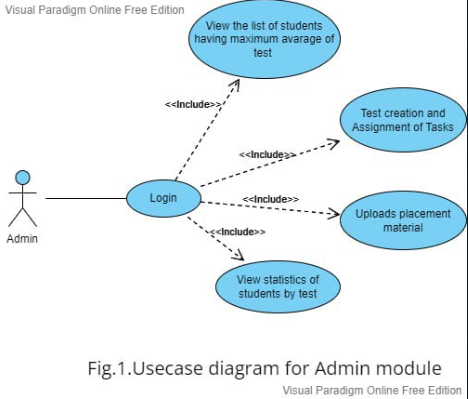 Visual Paradigm Online Free Edition
View the list of students
having maximum avarage of
test
<<Include>>
Test creation and
Assignment of Tasks
<<Include>>
Login
<<Include>>
Uploads placement
material
Admin
<<Include>>
View statistics of
students by test
Fig.1.Usecase diagram for Admin module
Visual Paradigm Online Free Edition